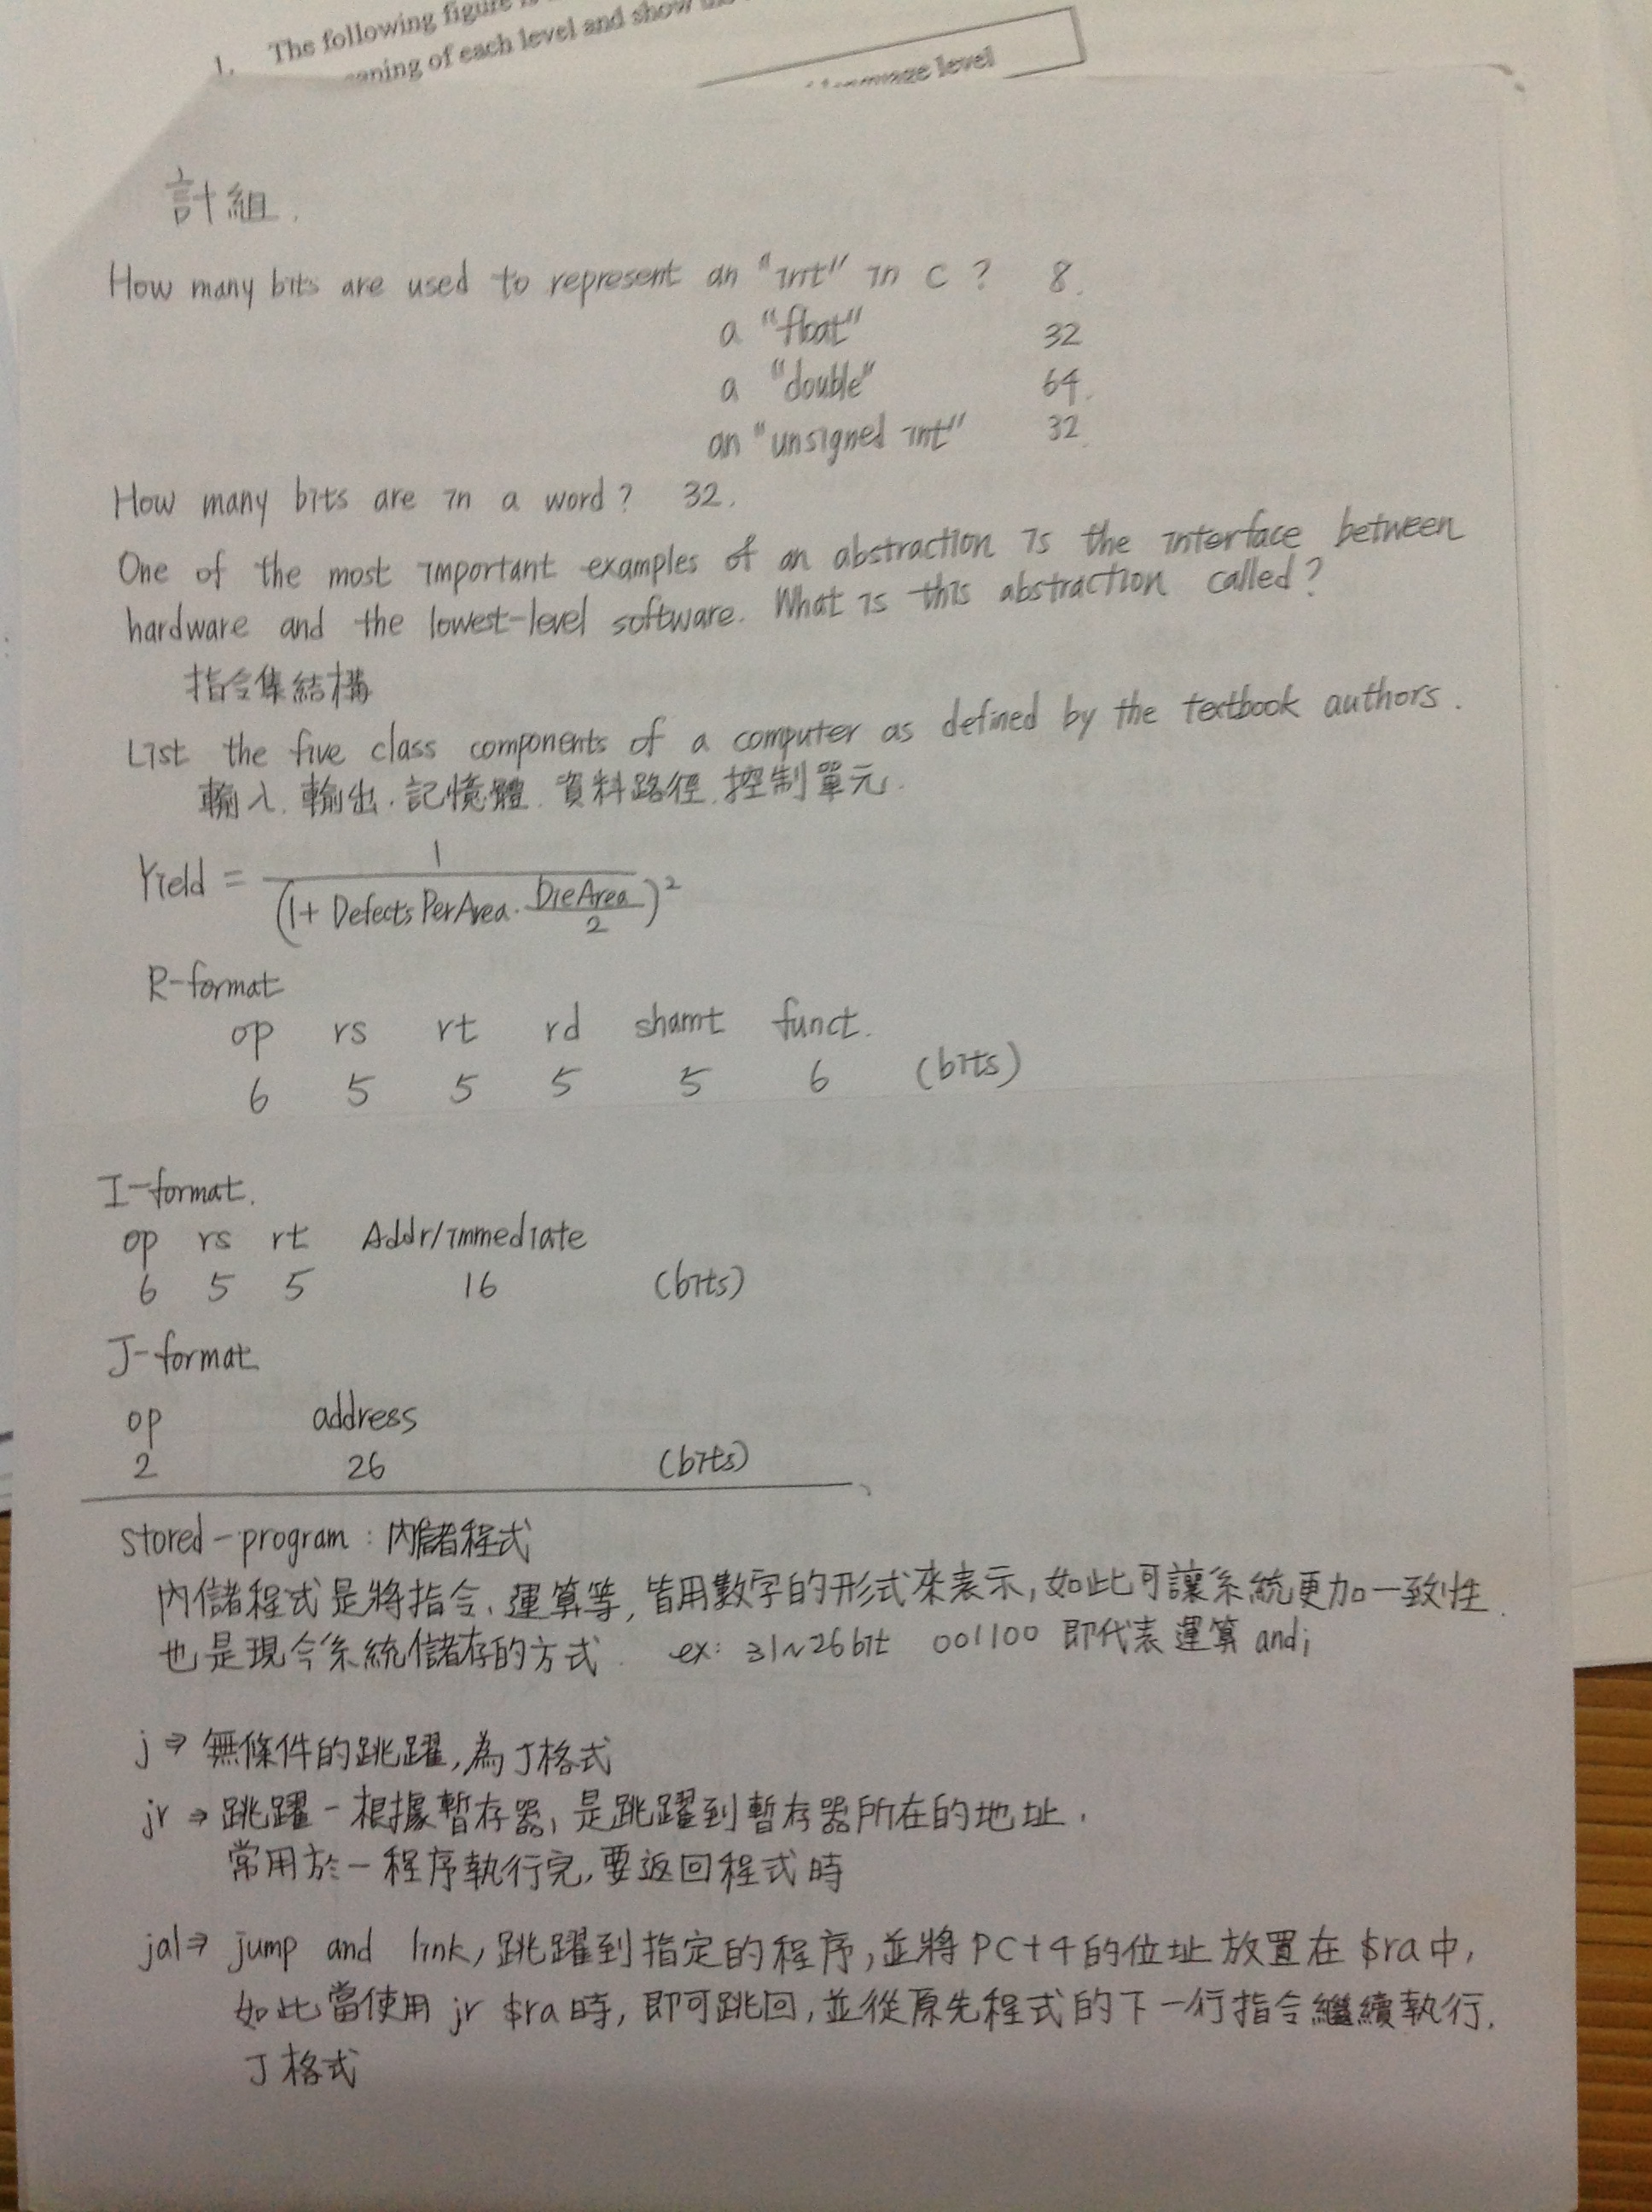 1. The following figure
of each level and show
level
計組.
How many bits are used to represent an "int" in C ? 8.
a "float" 32
a "double" 64.
an "unsigned int" 32
How many bits are in a word? 32.
One of the most important examples of an abstraction is the interface between
hardware and the lowest-level software. What is this abstraction called?
指令集結構
List the five class components of a computer as defined by the textbook authors.
輸入. 輸出. 記憶體. 資料路徑. 控制單元.
Yield = 1 / (1+ Defects Per Area · Die Area / 2)²
R-format
op rs rt rd shamt funct.
6 5 5 5 5 6 (bits)
I-format.
op rs rt Addr/immediate
6 5 5 16 (bits)
J-format
op address
2 26 (bits)
stored-program : 內儲程式
內儲程式是將指令、運算等, 皆用數字的形式來表示, 如此可讓系統更加一致性.
也是現今系統儲存的方式. ex: 31~26bit 001100 即代表運算 andi
j ⇒ 無條件的跳躍, 為J格式
jr ⇒ 跳躍-根據暫存器, 是跳躍到暫存器所在的地址.
常用於一程序執行完, 要返回程式時
jal ⇒ jump and link, 跳躍到指定的程序, 並將PC+4的位址放置在 $ra中,
如此當使用 jr $ra 時, 即可跳回, 並從原先程式的下一行指令繼續執行.
J格式